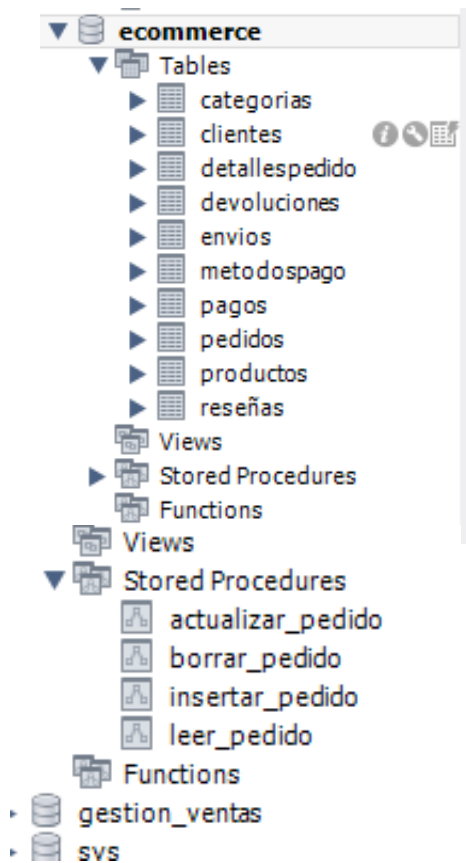 ecommerce
Tables
categorias
clientes
detallespedido
devoluciones
envios
metodospago
pagos
pedidos
productos
reseñas
Views
Stored Procedures
Functions
Views
Stored Procedures
actualizar_pedido
borrar_pedido
insertar_pedido
leer_pedido
Functions
gestion_ventas
sys